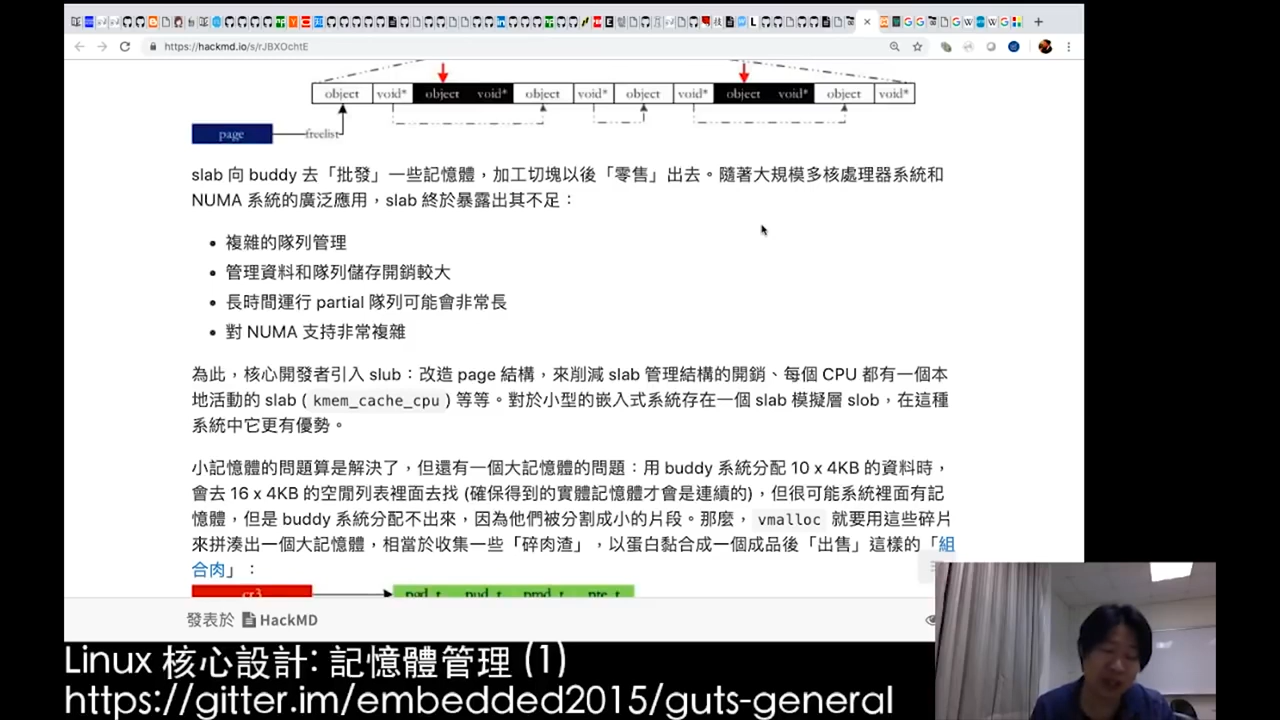 https://hackmd.io/s/rJBXOchtE
object void* object void* object void* object void* object void* object void*
page freelist
slab 向 buddy 去「批發」一些記憶體，加工切塊以後「零售」出去。隨著大規模多核處理器系統和
NUMA 系統的廣泛應用，slab 終於暴露出其不足：
• 複雜的隊列管理
• 管理資料和隊列儲存開銷較大
• 長時間運行 partial 隊列可能會非常長
• 對 NUMA 支持非常複雜
為此，核心開發者引入 slub：改造 page 結構，來削減 slab 管理結構的開銷、每個 CPU 都有一個本
地活動的 slab ( kmem_cache_cpu ) 等等。對於小型的嵌入式系統存在一個 slab 模擬層 slob，在這種
系統中它更有優勢。
小記憶體的問題算是解決了，但還有一個大記憶體的問題：用 buddy 系統分配 10 x 4KB 的資料時，
會去 16 x 4KB 的空閒列表裡面去找 (確保得到的實體記憶體才會是連續的)，但很可能系統裡面有記
憶體，但是 buddy 系統分配不出來，因為他們被分割成小的片段。那麼， vmalloc 就要用這些碎片
來拼湊出一個大記憶體，相當於收集一些「碎肉渣」，以蛋白黏合成一個成品後「出售」這樣的「組
合肉」：
cr3 pgd_t pud_t pmd_t pte_t
發表於 HackMD
Linux 核心設計: 記憶體管理 (1)
https://gitter.im/embedded2015/guts-general